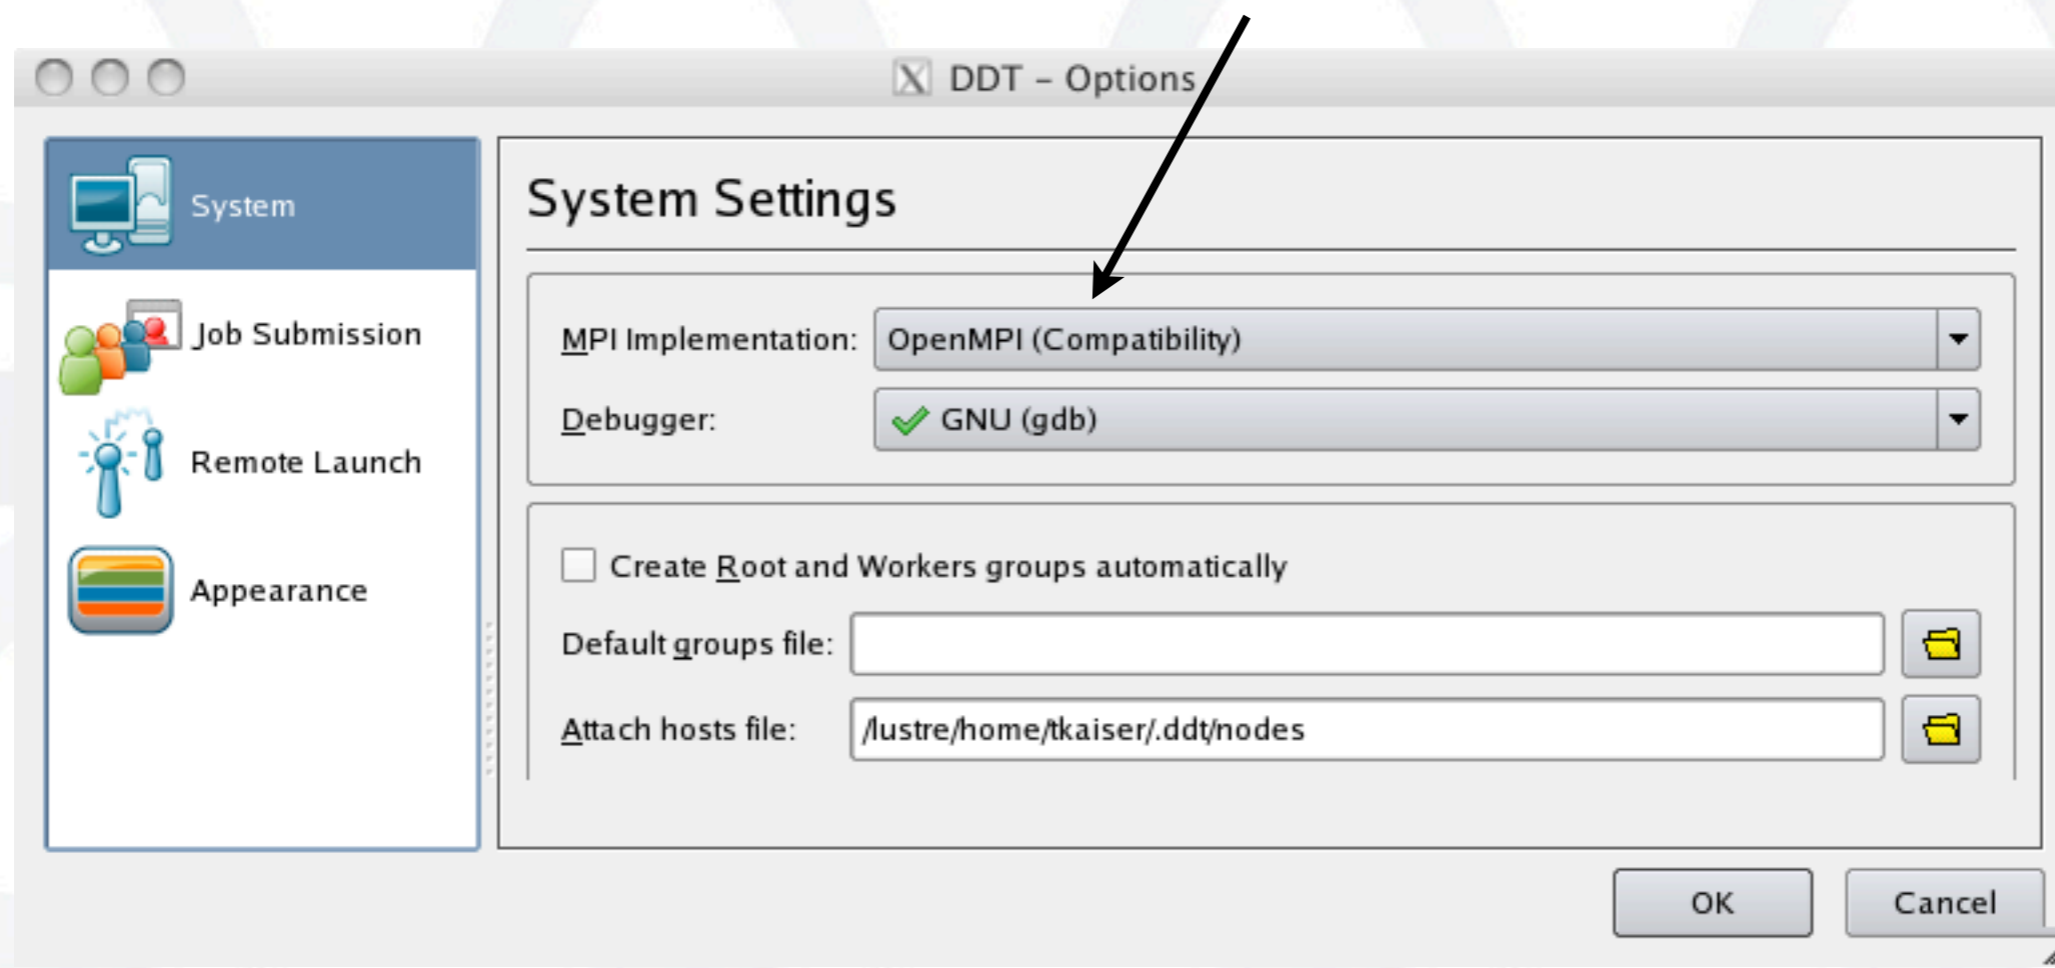 DDT – Options
System
Job Submission
Remote Launch
Appearance
System Settings
MPI Implementation: OpenMPI (Compatibility)
Debugger: GNU (gdb)
Create Root and Workers groups automatically
Default groups file:
Attach hosts file: /lustre/home/tkaiser/.ddt/nodes
OK Cancel